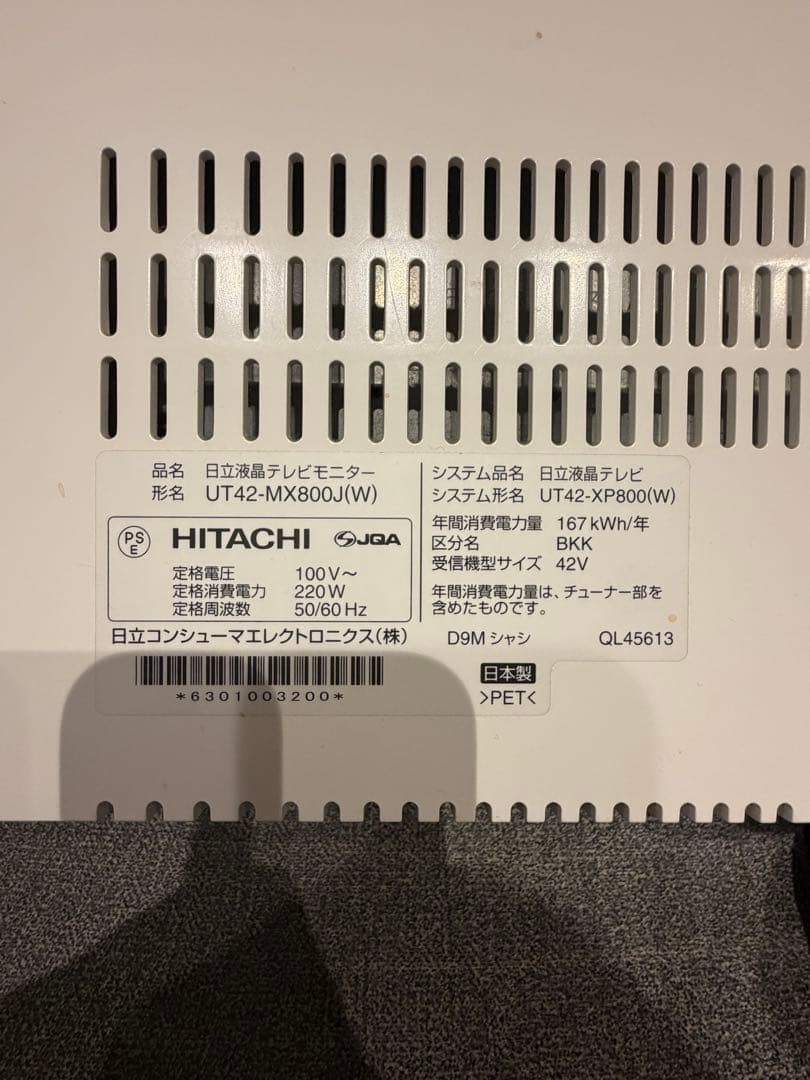 品名 日立液晶テレビモニター
形名 UT42-MX800J(W)
PS
E
HITACHI JQA
定格電圧 100V～
定格消費電力 220W
定格周波数 50/60Hz
日立コンシューマエレクトロニクス(株)
*6301003200*
システム品名 日立液晶テレビ
システム形名 UT42-XP800(W)
年間消費電力量 167kWh/年
区分名 BKK
受信機型サイズ 42V
年間消費電力量は、チューナー部を
含めたものです。
D9Mシャシ QL45613
日本製
>PET<